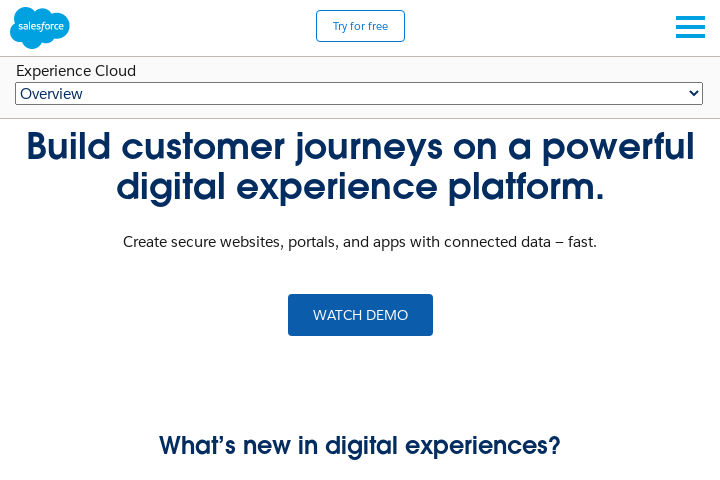 salesforce
Try for free
Experience Cloud
Overview
Build customer journeys on a powerful
digital experience platform.
Create secure websites, portals, and apps with connected data – fast.
WATCH DEMO
What’s new in digital experiences?